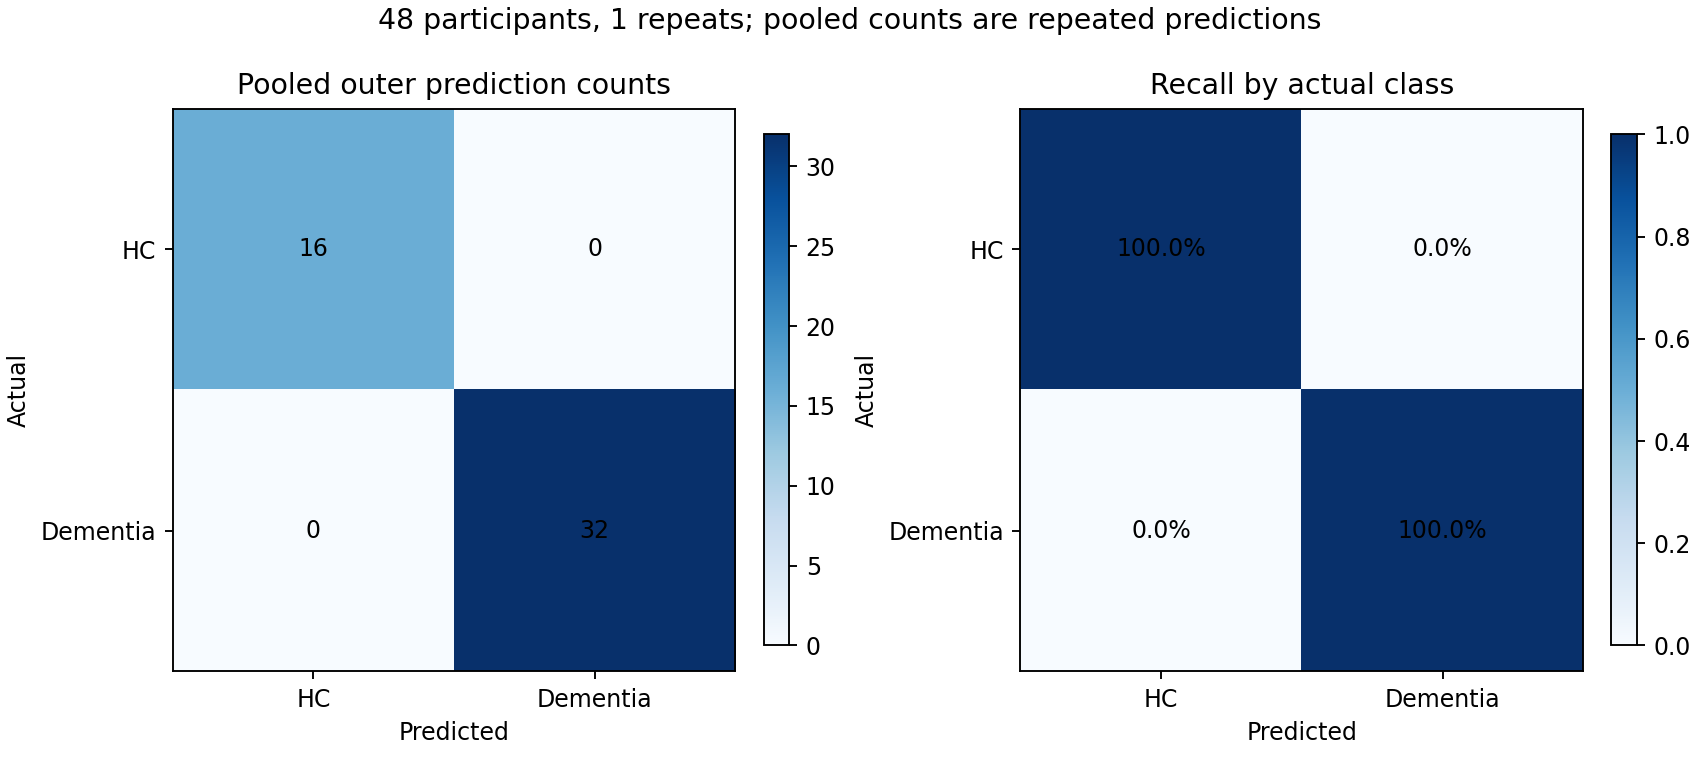 48 participants, 1 repeats; pooled counts are repeated predictions
Pooled outer prediction counts
Actual
HC
16
0
Dementia
0
32
HC
Dementia
Predicted
30
25
20
15
10
5
0
Recall by actual class
Actual
HC
100.0%
0.0%
Dementia
0.0%
100.0%
HC
Dementia
Predicted
1.0
0.8
0.6
0.4
0.2
0.0